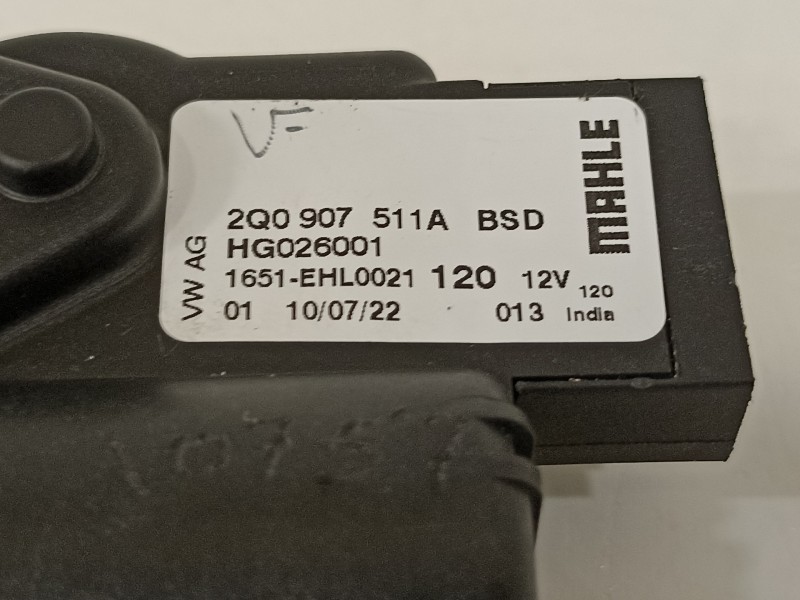 VF
2Q0 907 511A BSD
HG026001
1651-EHL0021 120 12V 120
01 10/07/22 013 India
VW AG
MAHLE